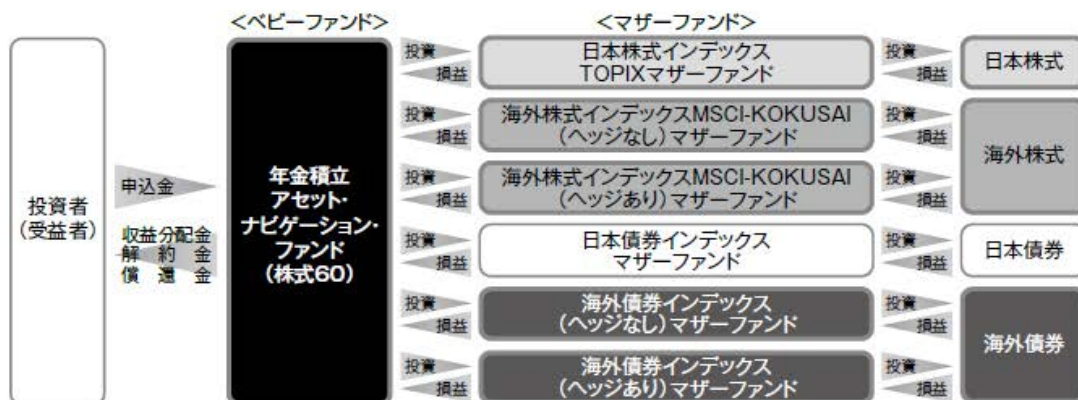 <ベビーファンド>
<マザーファンド>
投資者
(受益者)
申込金
収益分配金
解約金
償還金
年金積立
アセット・
ナビゲーション・
ファンド
(株式60)
投資
損益
日本株式インデックス
TOPIXマザーファンド
投資
損益
日本株式
投資
損益
海外株式インデックスMSCI-KOKUSAI
(ヘッジなし)マザーファンド
投資
損益
海外株式
投資
損益
海外株式インデックスMSCI-KOKUSAI
(ヘッジあり)マザーファンド
投資
損益
投資
損益
日本債券インデックス
マザーファンド
投資
損益
日本債券
投資
損益
海外債券インデックス
(ヘッジなし)マザーファンド
投資
損益
海外債券
投資
損益
海外債券インデックス
(ヘッジあり)マザーファンド
投資
損益